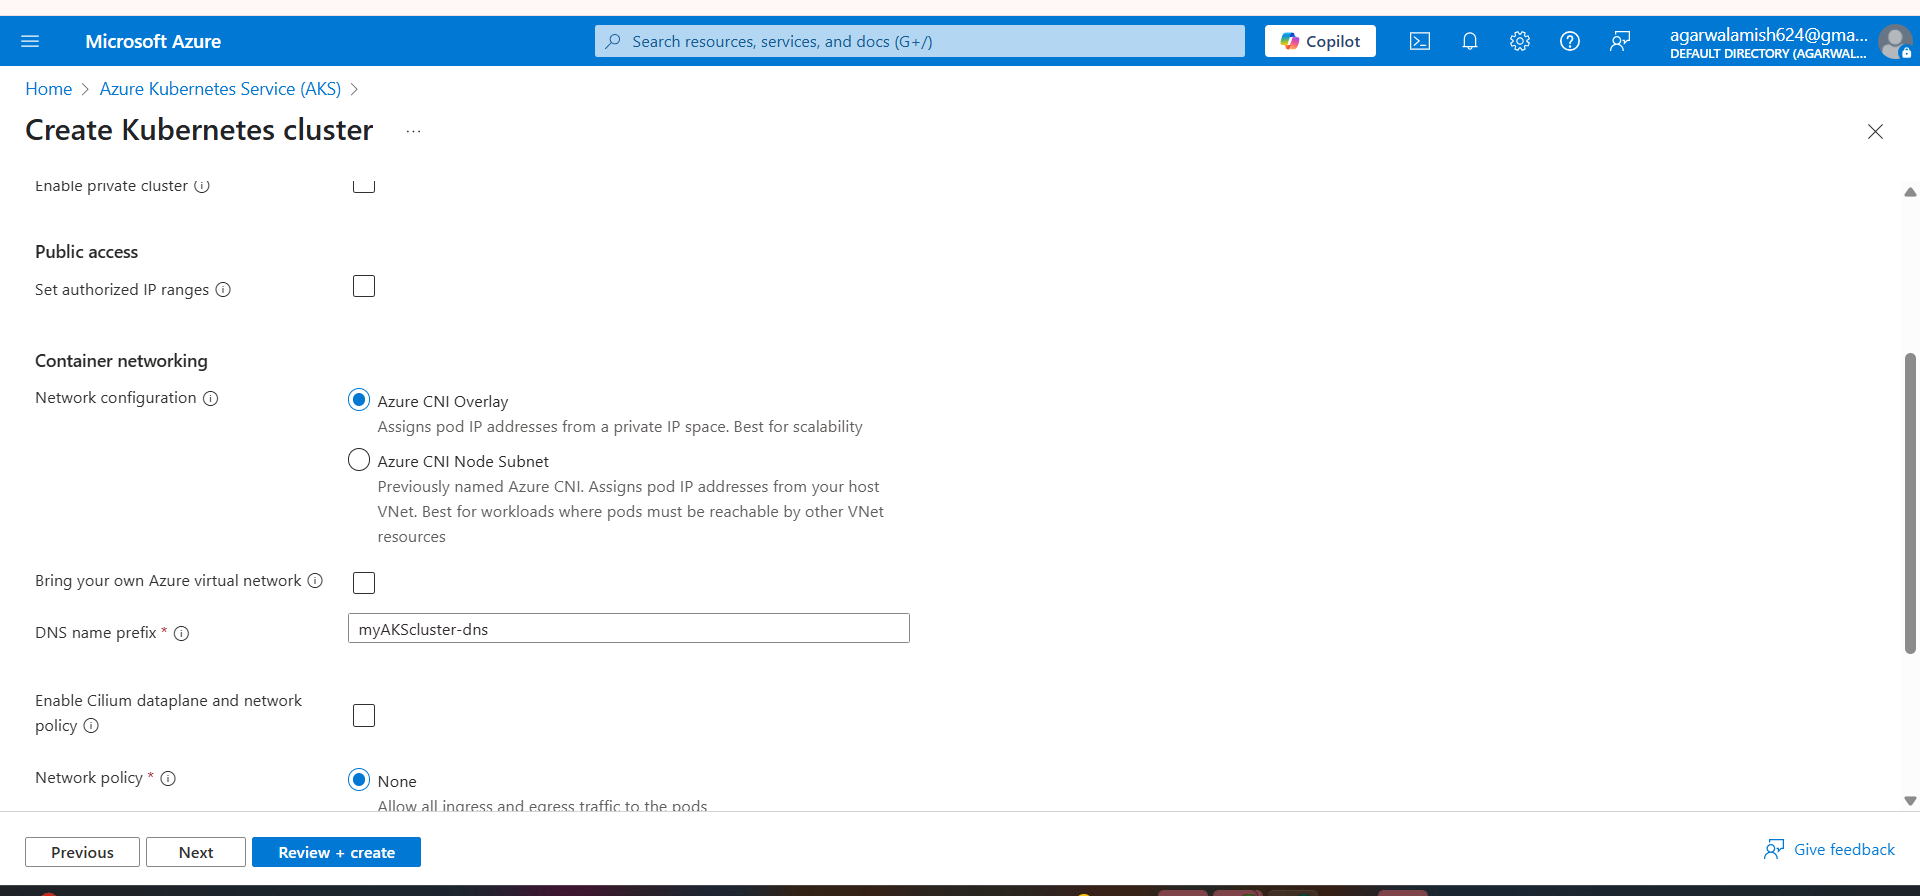 Microsoft Azure
Search resources, services, and docs (G+/)
Copilot
agarwalamish624@gma...
DEFAULT DIRECTORY (AGARWAL...
Home > Azure Kubernetes Service (AKS) >
Create Kubernetes cluster ...
Enable private cluster
Public access
Set authorized IP ranges
Container networking
Network configuration
Azure CNI Overlay
Assigns pod IP addresses from a private IP space. Best for scalability
Azure CNI Node Subnet
Previously named Azure CNI. Assigns pod IP addresses from your host
VNet. Best for workloads where pods must be reachable by other VNet
resources
Bring your own Azure virtual network
DNS name prefix *
myAKScluster-dns
Enable Cilium dataplane and network
policy
Network policy *
None
Allow all ingress and egress traffic to the pods
Previous
Next
Review + create
Give feedback